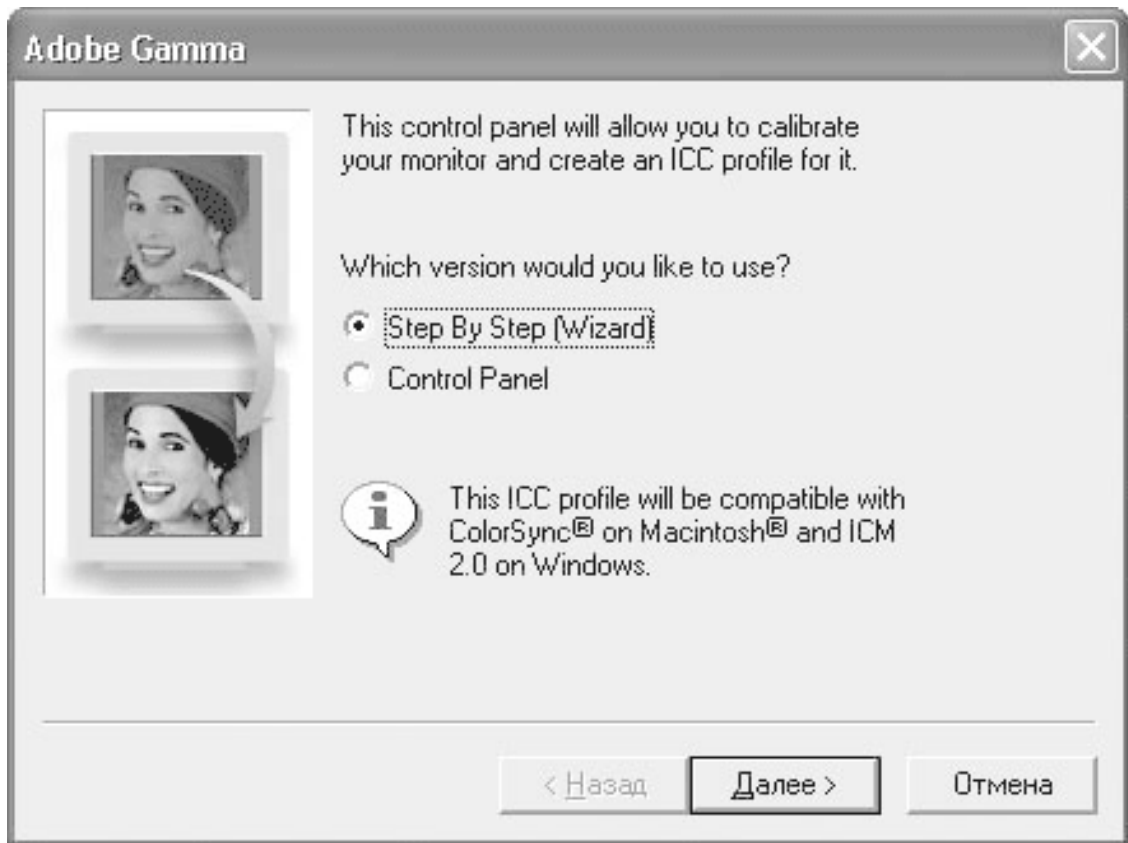 Adobe Gamma
This control panel will allow you to calibrate
your monitor and create an ICC profile for it.
Which version would you like to use?
Step By Step (Wizard)
Control Panel
This ICC profile will be compatible with
ColorSync® on Macintosh® and ICM
2.0 on Windows.
< Назад
Далее >
Отмена